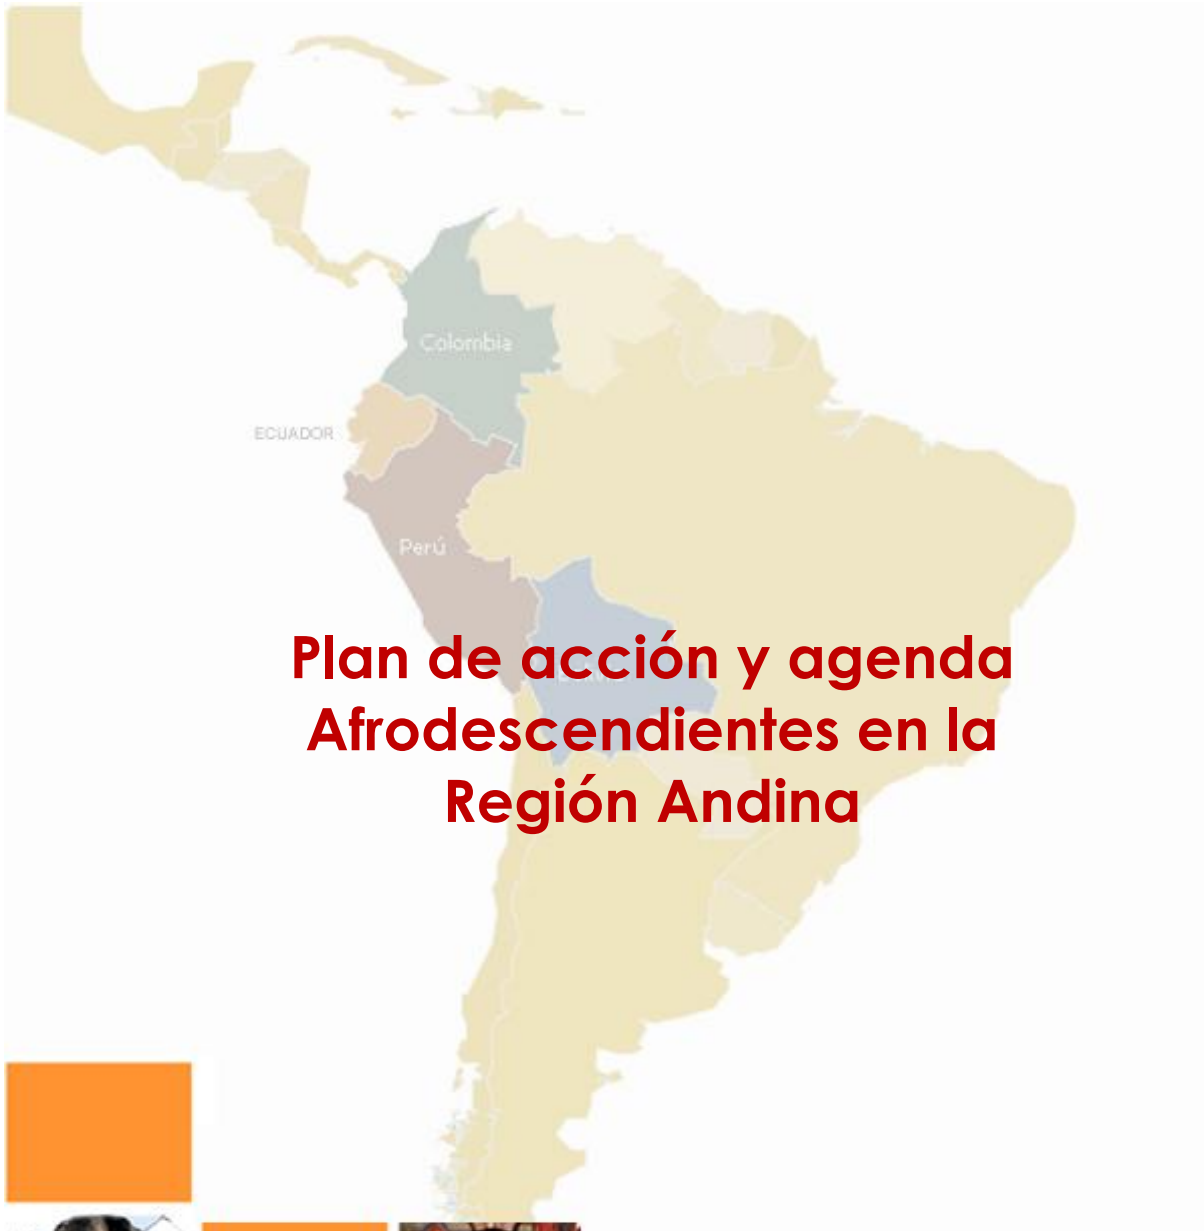 Colombia
ECUADOR
Perú
Plan de acción y agenda
Afrodescendientes en la
Región Andina